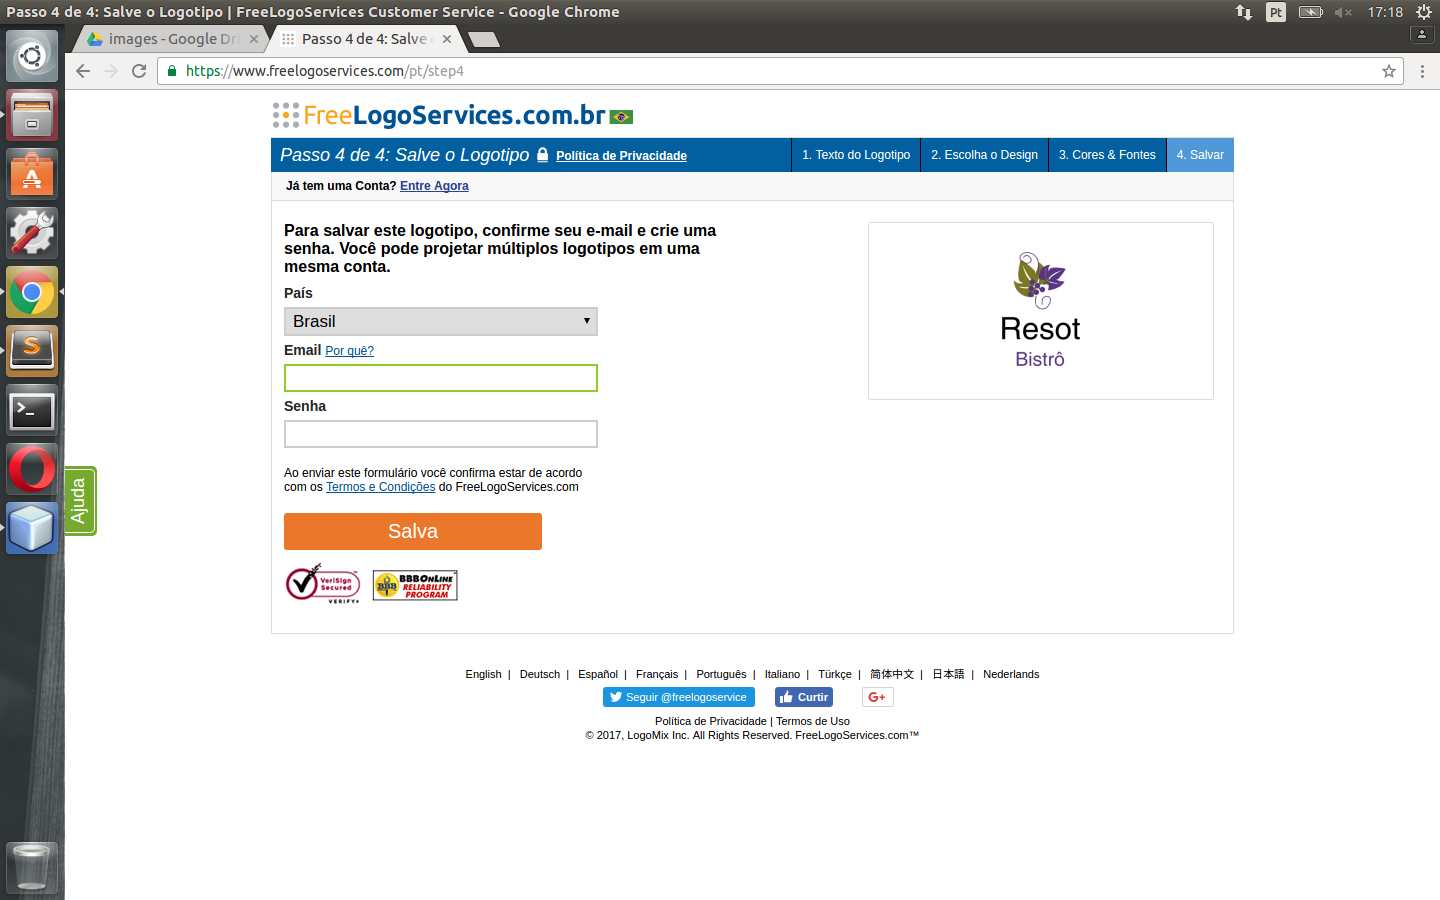 Passo 4 de 4: Salve o Logotipo | FreeLogoServices Customer Service - Google Chrome
Pt
17:18
images - Google Dri
Passo 4 de 4: Salve
https://www.freelogoservices.com/pt/step4
FreeLogoServices.com.br
Passo 4 de 4: Salve o Logotipo
Política de Privacidade
1. Texto do Logotipo
2. Escolha o Design
3. Cores & Fontes
4. Salvar
Já tem uma Conta? Entre Agora
Para salvar este logotipo, confirme seu e-mail e crie uma
senha. Você pode projetar múltiplos logotipos em uma
mesma conta.
País
Brasil
Email Por quê?
Senha
Ao enviar este formulário você confirma estar de acordo
com os Termos e Condições do FreeLogoServices.com
Salva
VeriSign
Secured
VERIFY
BBB
BBBOnLine
RELIABILITY
PROGRAM
Resot
Bistrô
Ajuda
English | Deutsch | Español | Français | Português | Italiano | Türkçe | 简体中文 | 日本語 | Nederlands
Seguir @freelogoservice
Curtir
G+
Política de Privacidade | Termos de Uso
© 2017, LogoMix Inc. All Rights Reserved. FreeLogoServices.com™